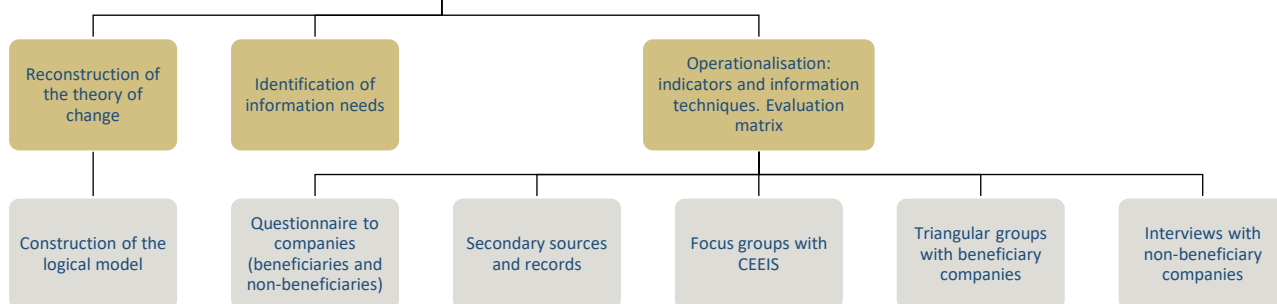 Reconstruction of
the theory of
change
Identification of
information needs
Operationalisation:
indicators and information
techniques. Evaluation
matrix
Construction of the
logical model
Questionnaire to
companies
(beneficiaries and
non-beneficiaries)
Secondary sources
and records
Focus groups with
CEEIS
Triangular groups
with beneficiary
companies
Interviews with
non-beneficiary
companies